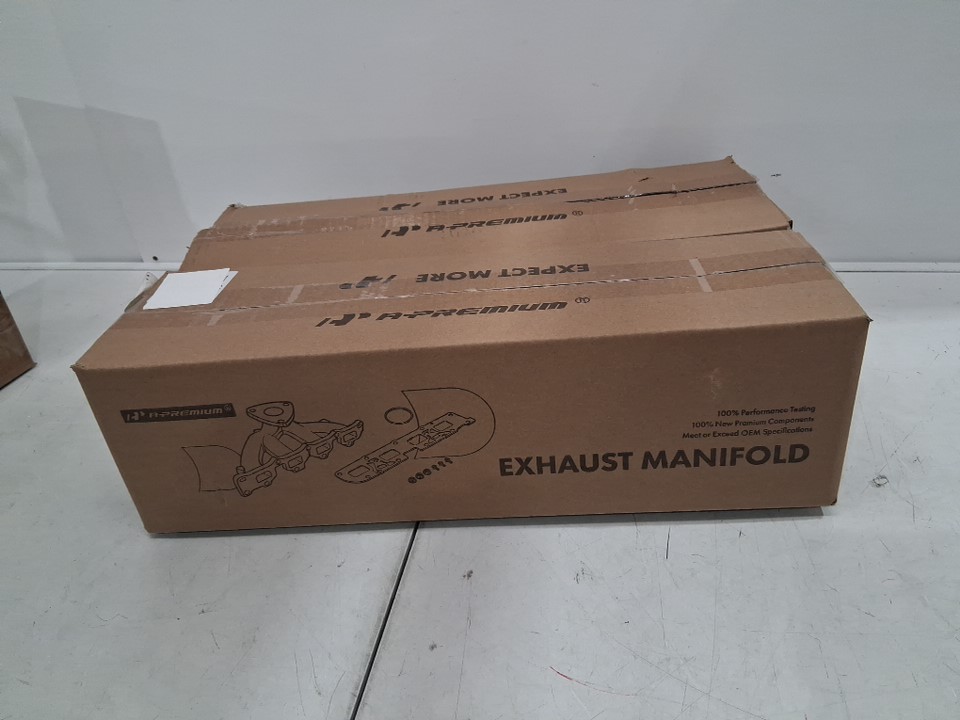 EXPECT MORE
A-PREMIUM®
EXPECT MORE
A-PREMIUM®
A-PREMIUM®
100% Performance Testing
100% New Premium Components
Meet or Exceed OEM Specifications
EXHAUST MANIFOLD